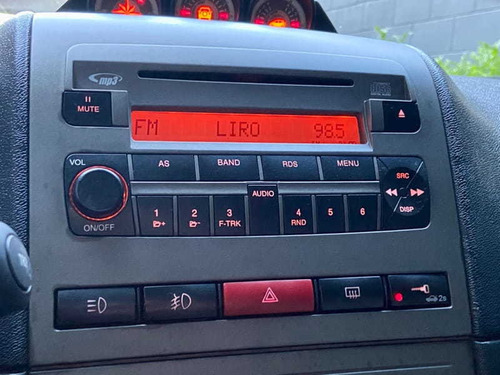 mp3
MUTE
FM LIRO 98.5
VOL
AS BAND RDS MENU
SRC
AUDIO
DISP
1 2 3 4 5 6
F-TRK RND
ON/OFF
2s